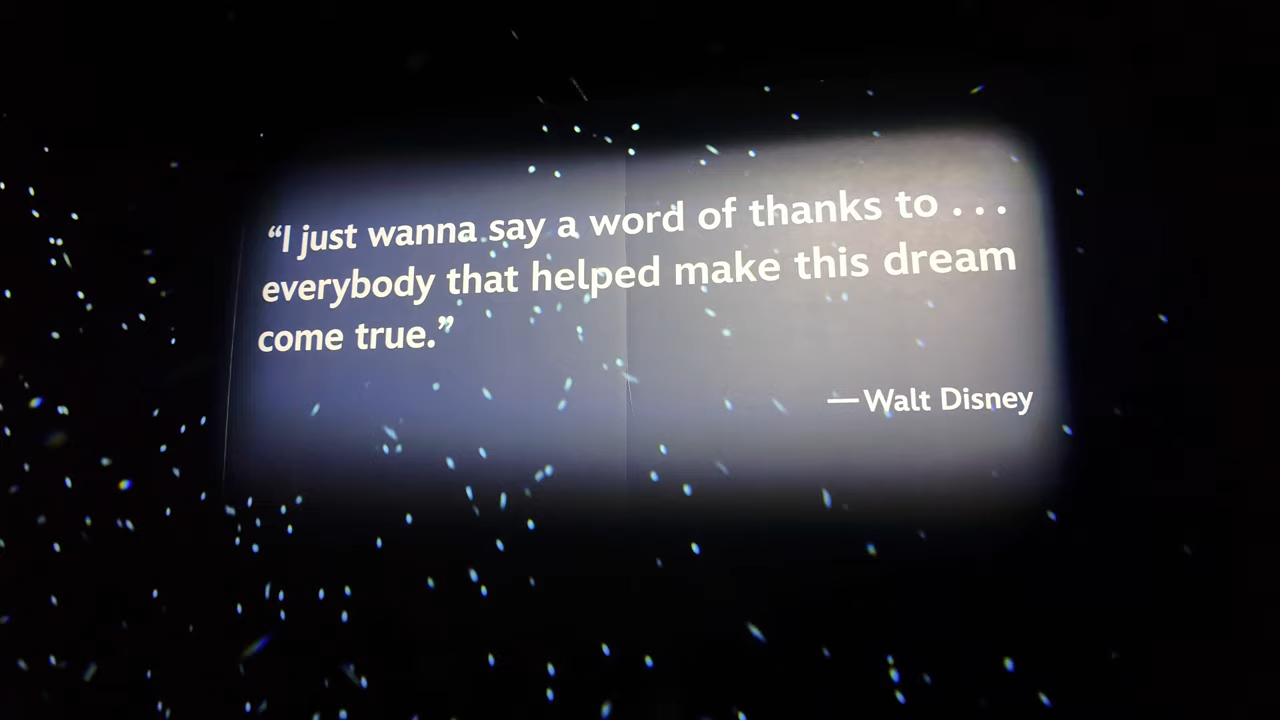 “I just wanna say a word of thanks to . . .
everybody that helped make this dream
come true.”
—Walt Disney